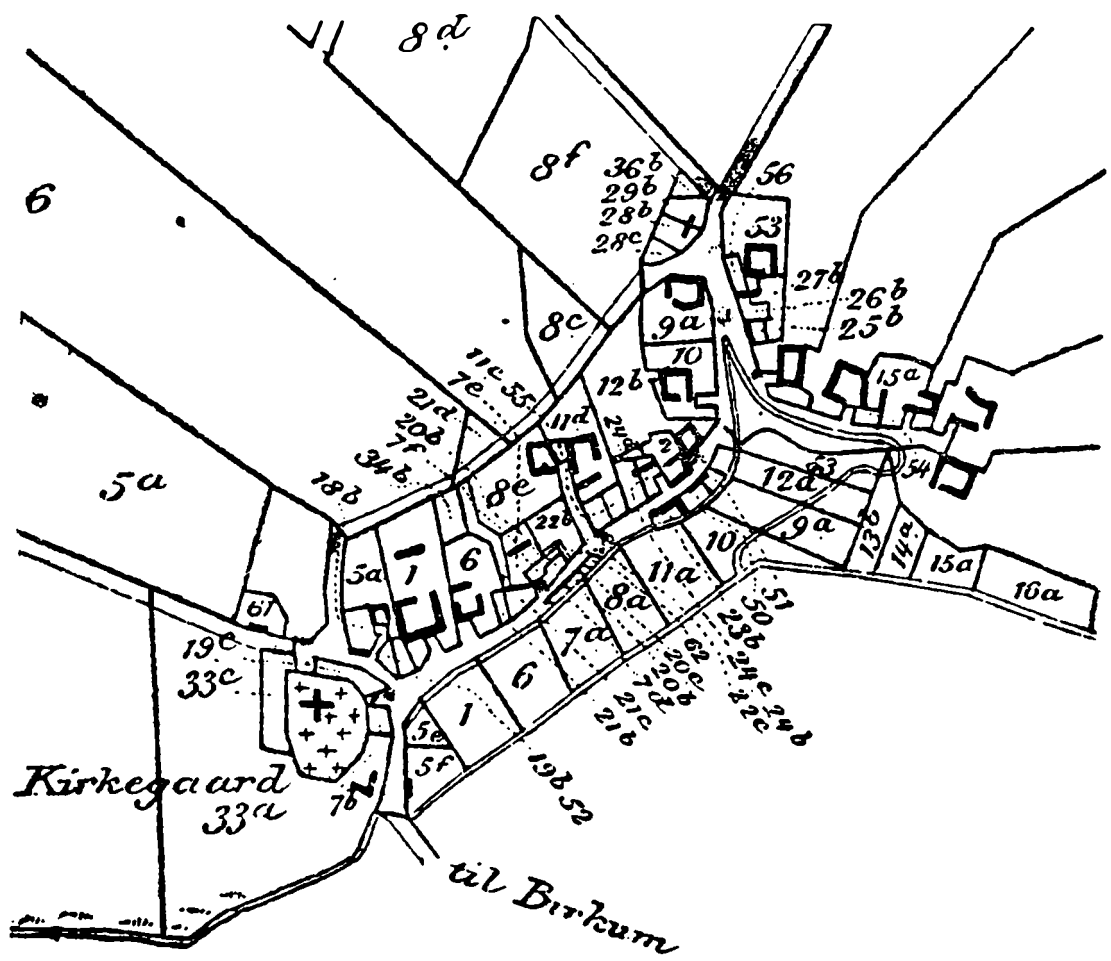 8d
6
8f
36b
29b
28b
28c
56
53
27b
26b
25b
8c
9a
10
15a
11c 55
7e
21d
20b
7f
34b
18b
12b
11d
24a
5a
8e
22b
53
12a
54
9a
13b
14a
15a
16a
10
11a
5a
1
6
61
8a
7a
6
1
5e
5f
19c
33c
51
50
23b
24c 24b
22c
62
20c
20b
7d
21c
21b
19b 52
Kirkegaard
33a
7b
til Birkum